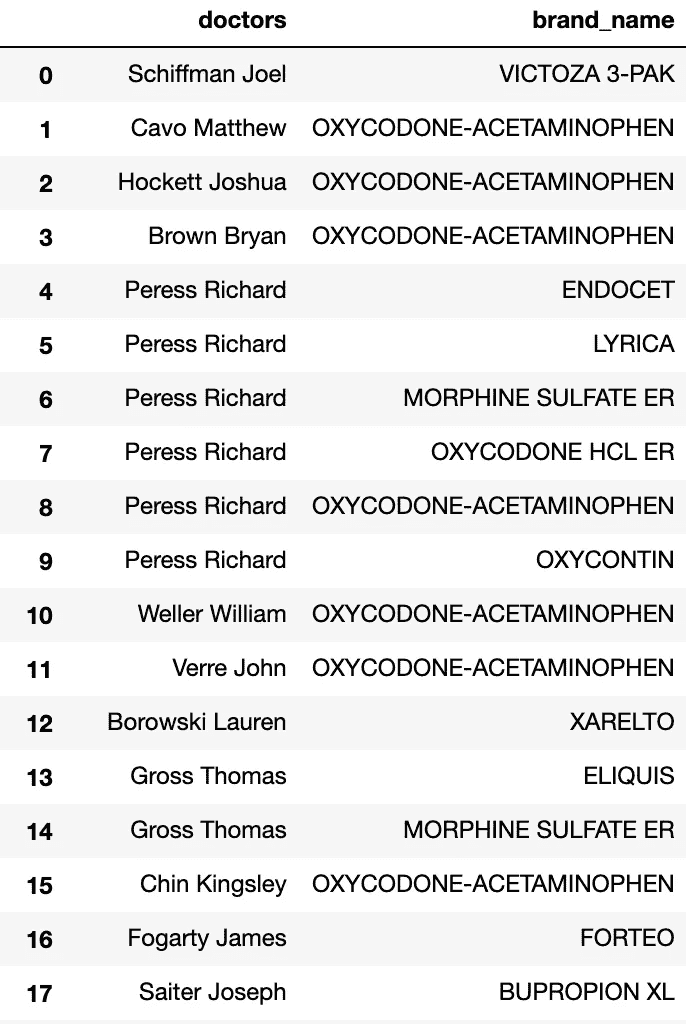 doctors brand_name
0 Schiffman Joel VICTOZA 3-PAK
1 Cavo Matthew OXYCODONE-ACETAMINOPHEN
2 Hockett Joshua OXYCODONE-ACETAMINOPHEN
3 Brown Bryan OXYCODONE-ACETAMINOPHEN
4 Peress Richard ENDOCET
5 Peress Richard LYRICA
6 Peress Richard MORPHINE SULFATE ER
7 Peress Richard OXYCODONE HCL ER
8 Peress Richard OXYCODONE-ACETAMINOPHEN
9 Peress Richard OXYCONTIN
10 Weller William OXYCODONE-ACETAMINOPHEN
11 Verre John OXYCODONE-ACETAMINOPHEN
12 Borowski Lauren XARELTO
13 Gross Thomas ELIQUIS
14 Gross Thomas MORPHINE SULFATE ER
15 Chin Kingsley OXYCODONE-ACETAMINOPHEN
16 Fogarty James FORTEO
17 Saiter Joseph BUPROPION XL